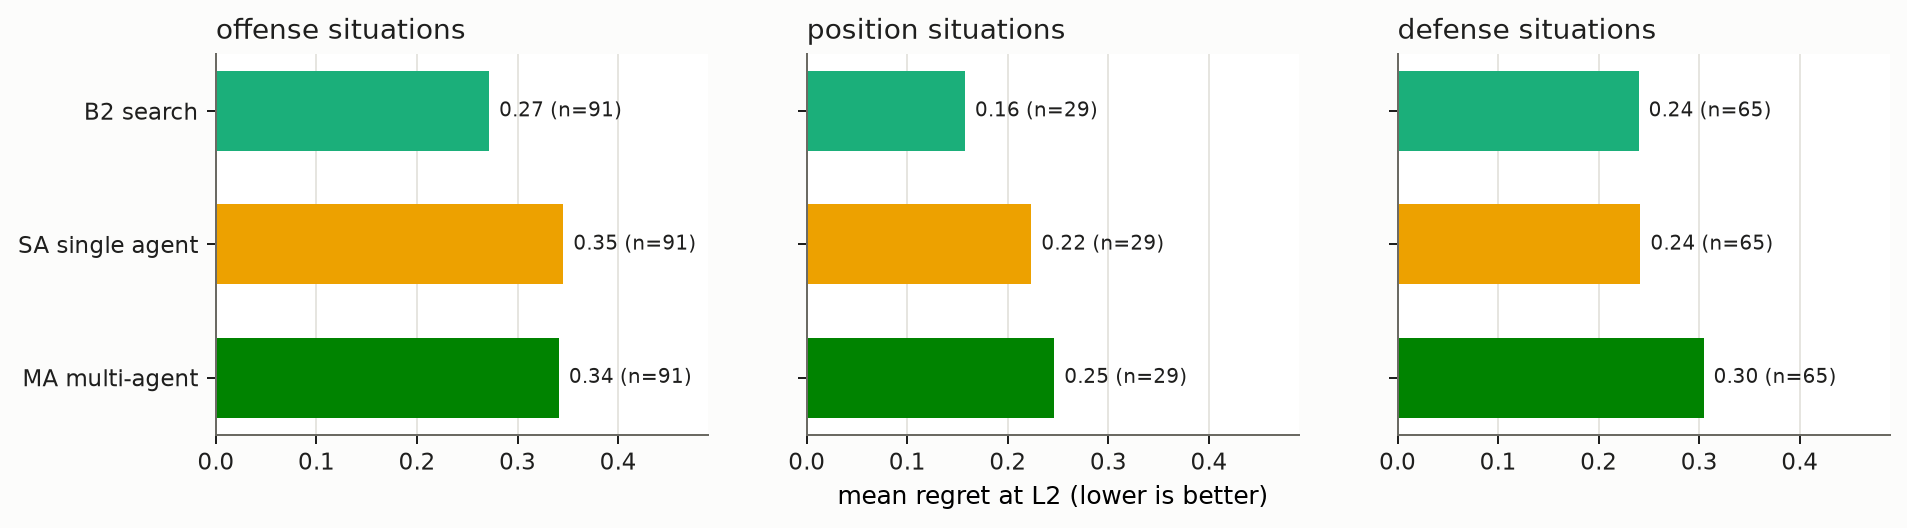 offense situations
position situations
defense situations
B2 search
0.27 (n=91)
0.16 (n=29)
0.24 (n=65)
SA single agent
0.35 (n=91)
0.22 (n=29)
0.24 (n=65)
MA multi-agent
0.34 (n=91)
0.25 (n=29)
0.30 (n=65)
0.0 0.1 0.2 0.3 0.4
0.0 0.1 0.2 0.3 0.4
0.0 0.1 0.2 0.3 0.4
mean regret at L2 (lower is better)